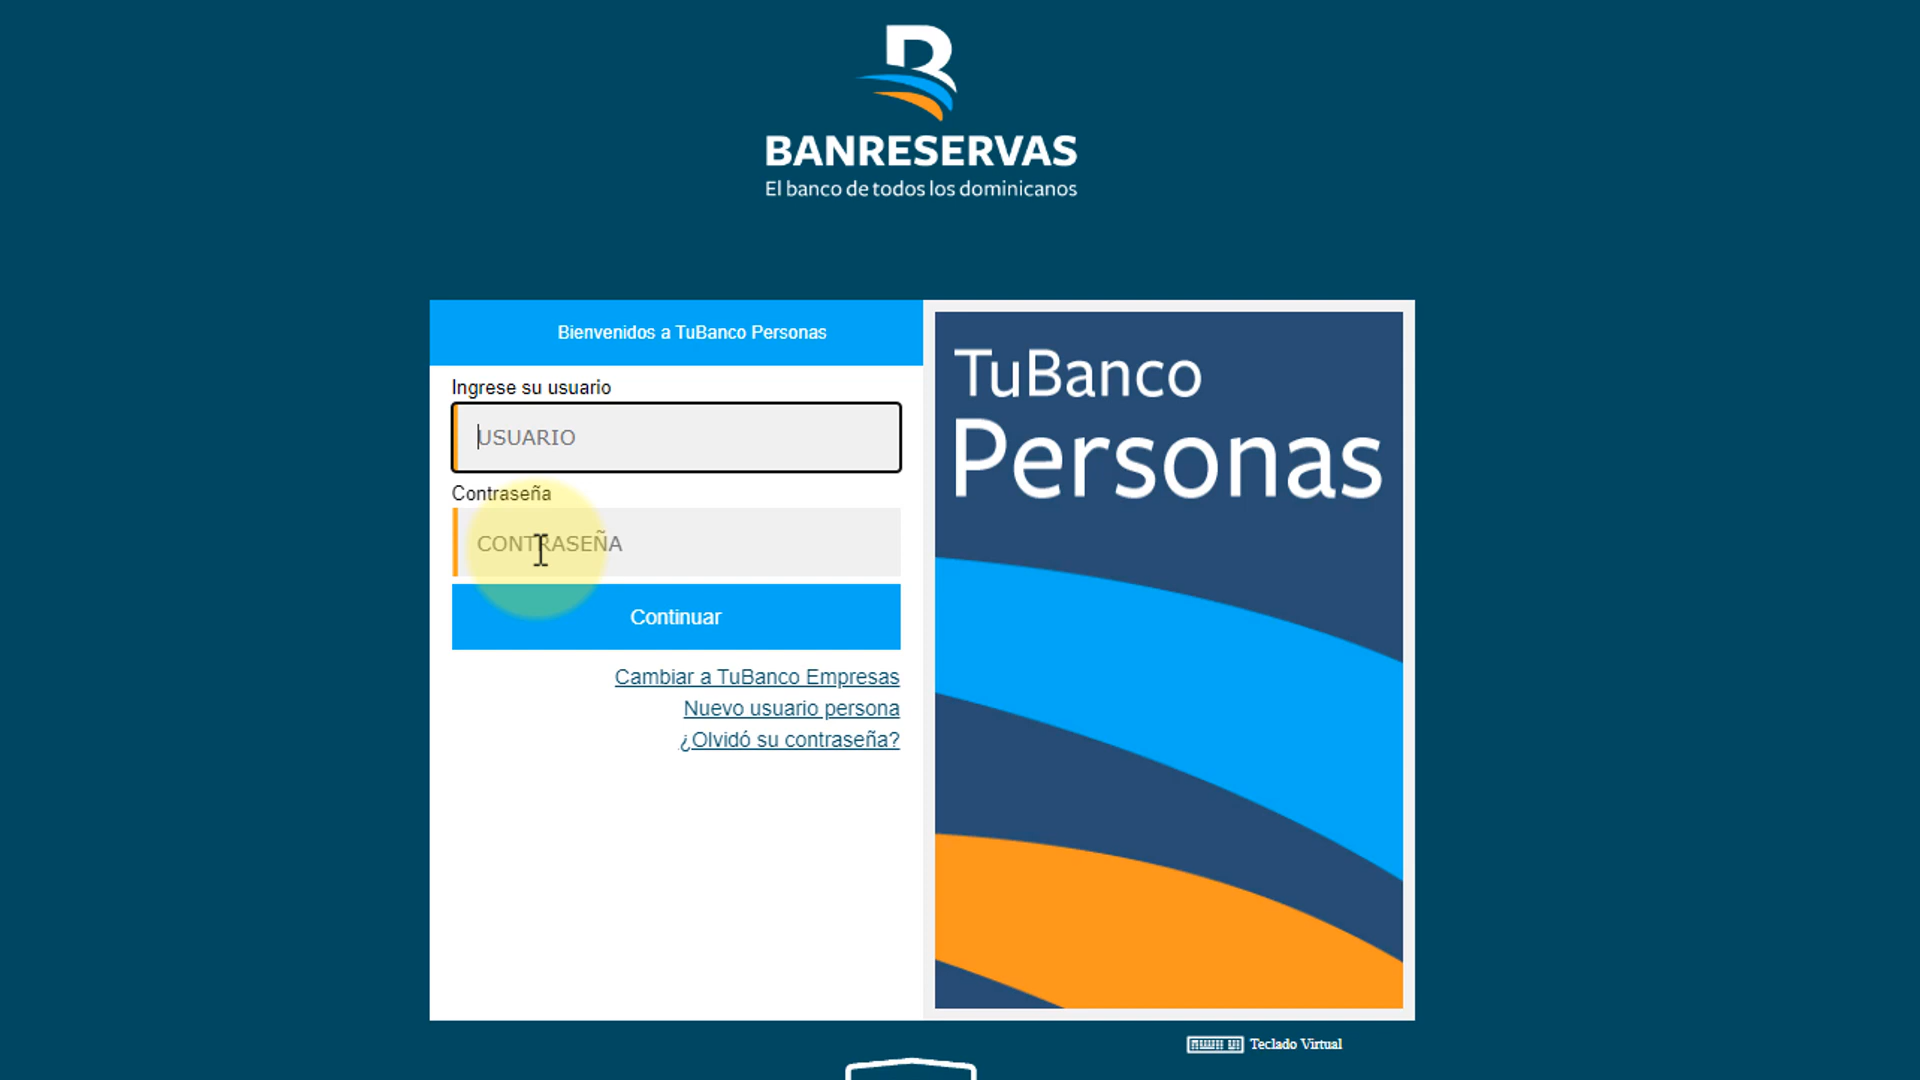 BANRESERVAS
El banco de todos los dominicanos
Bienvenidos a TuBanco Personas
Ingrese su usuario
USUARIO
Contraseña
CONTRASEÑA
Continuar
Cambiar a TuBanco Empresas
Nuevo usuario persona
¿Olvidó su contraseña?
TuBanco
Personas
Teclado Virtual